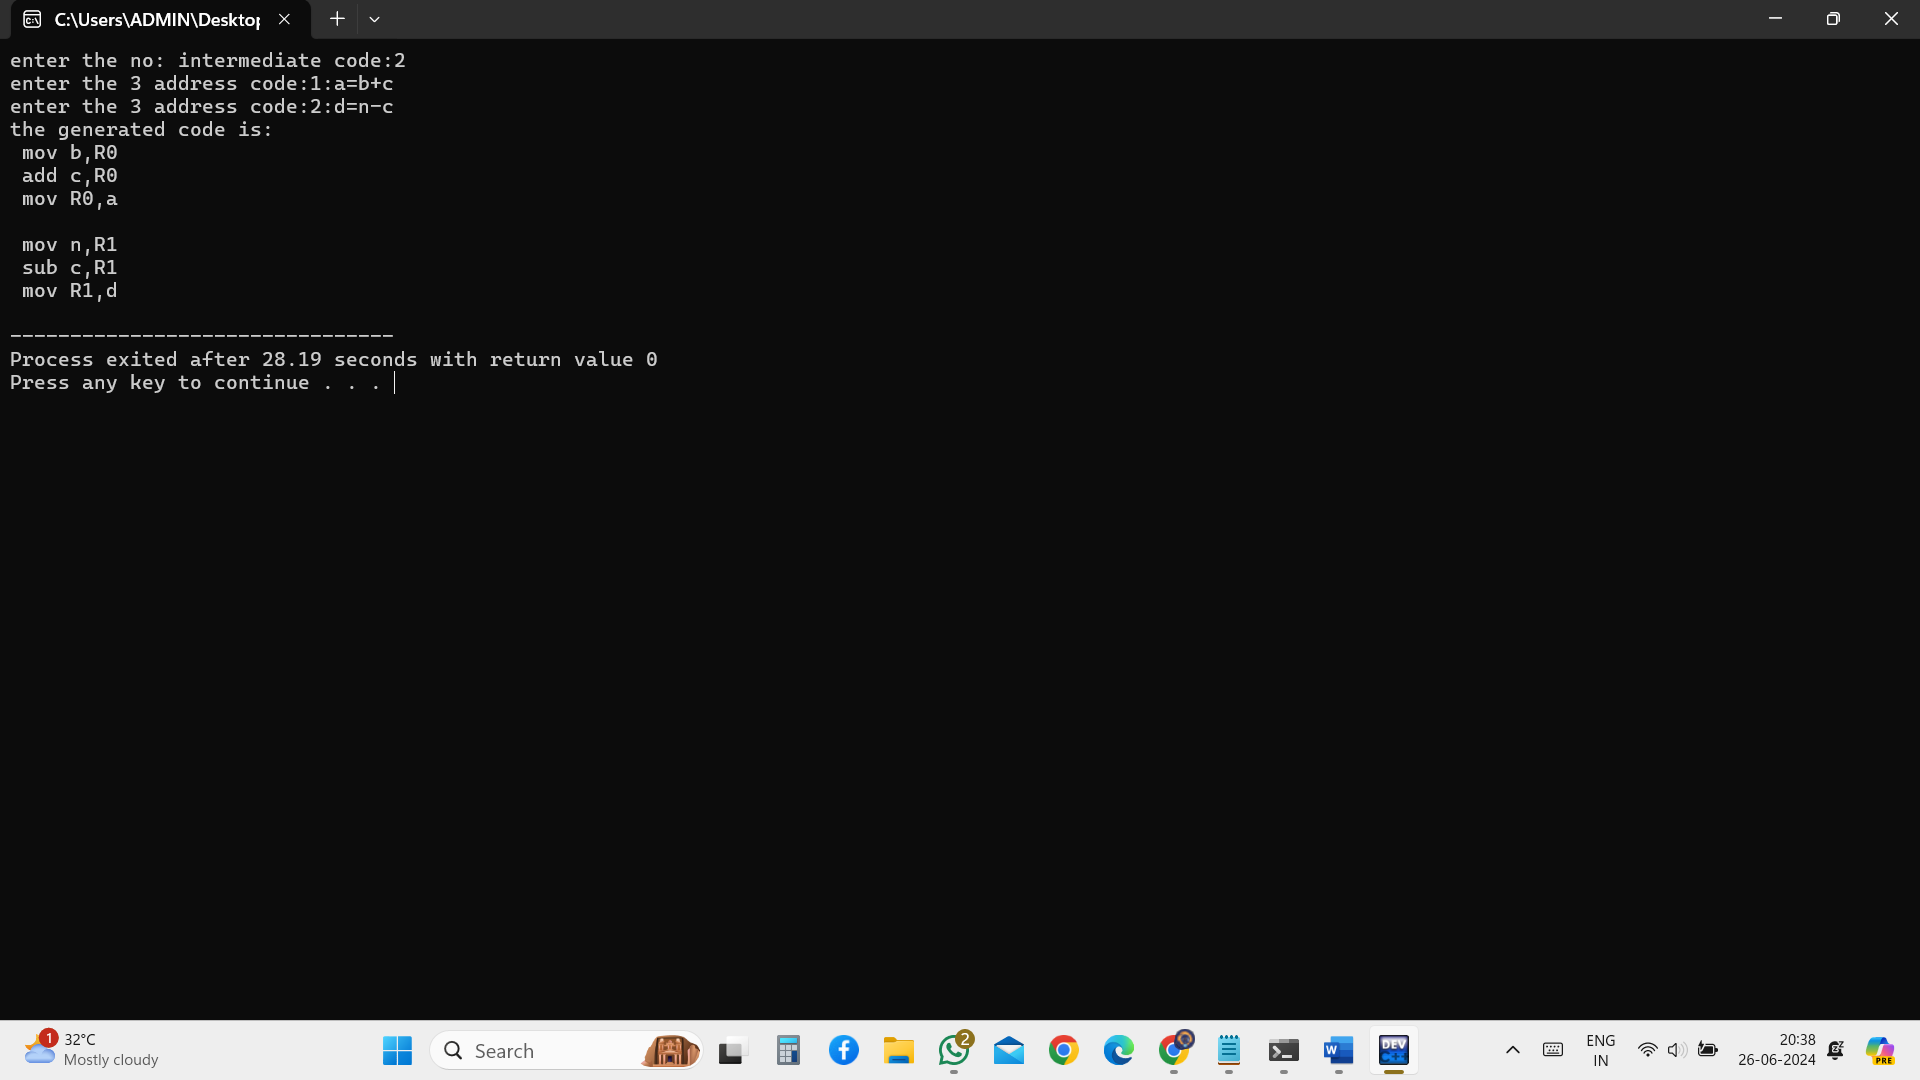 C:\Users\ADMIN\Desktop
enter the no: intermediate code:2
enter the 3 address code:1:a=b+c
enter the 3 address code:2:d=n-c
the generated code is:
mov b,R0
add c,R0
mov R0,a
mov n,R1
sub c,R1
mov R1,d
--------------------------------
Process exited after 28.19 seconds with return value 0
Press any key to continue . . .
1
32°C
Mostly cloudy
Search
2
W
DEV
C++
ENG
IN
20:38
26-06-2024
PRE